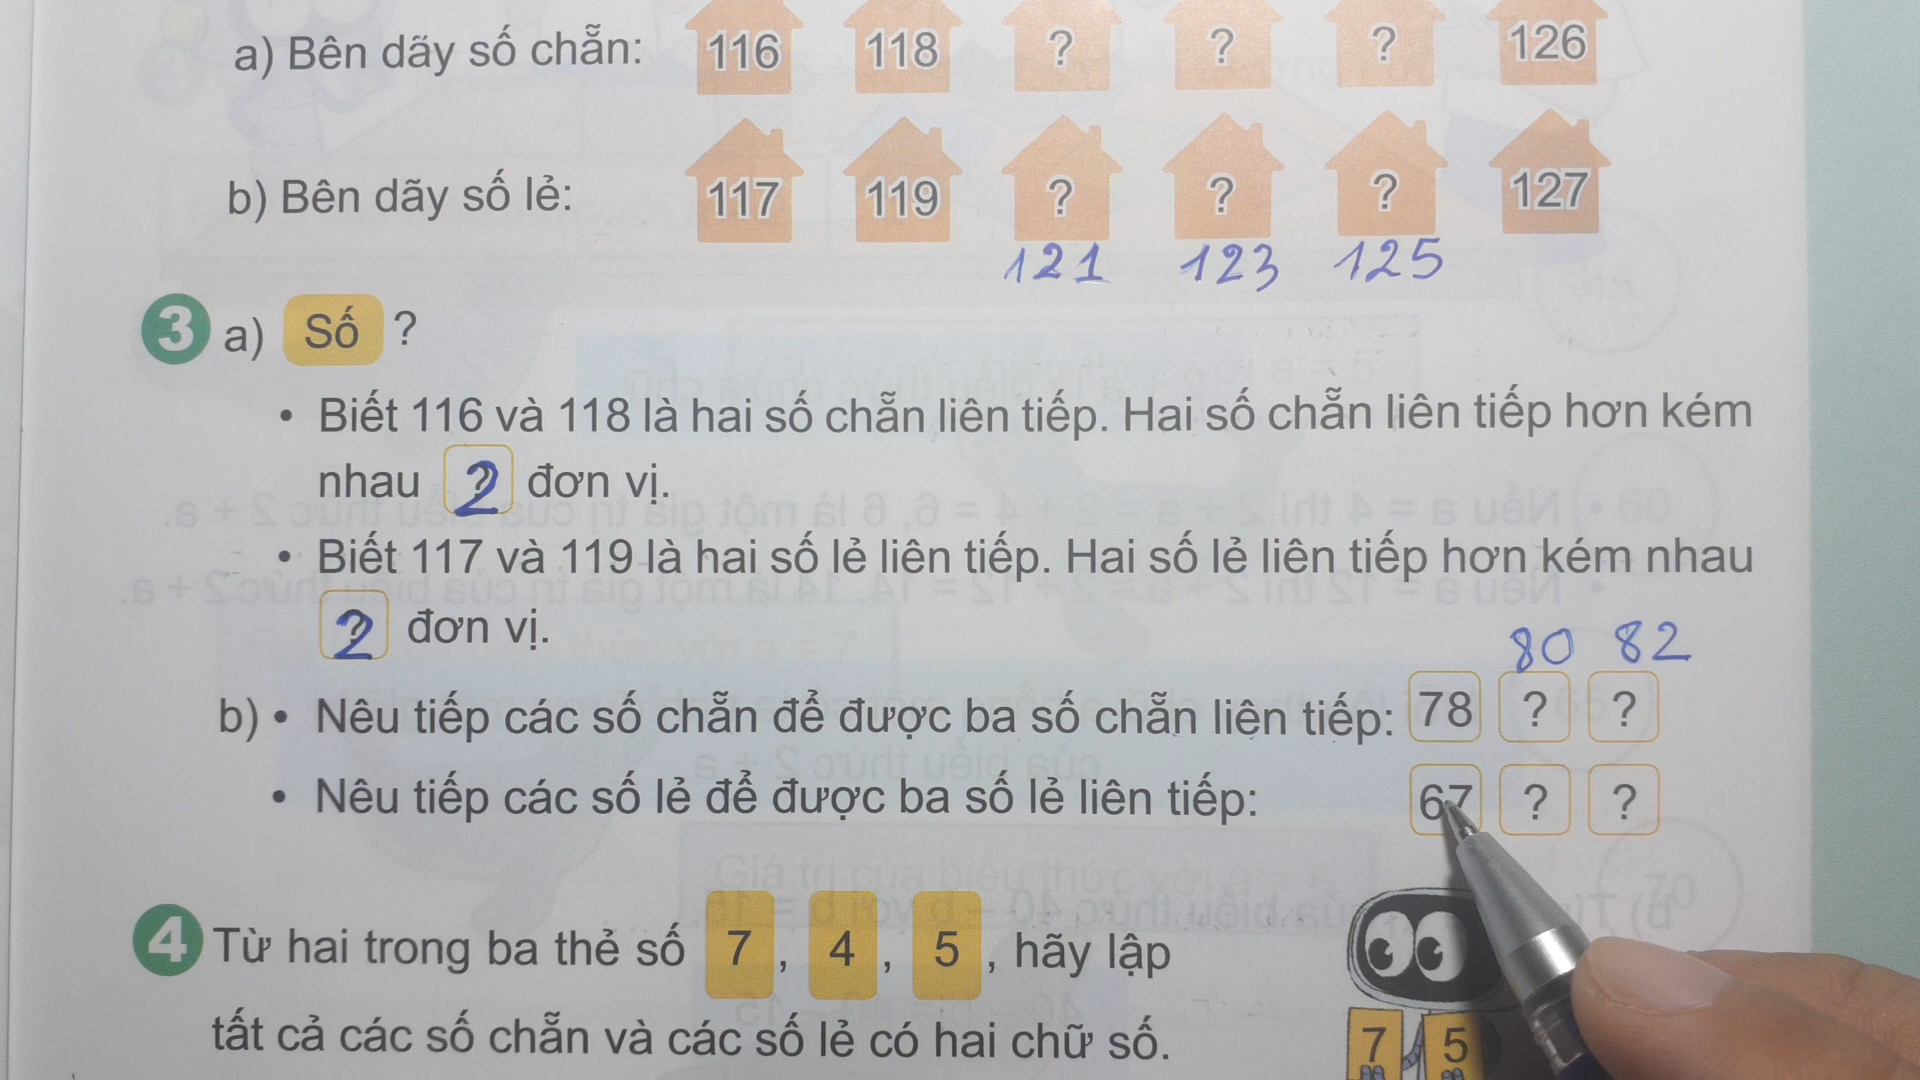 a) Bên dãy số chẵn: 116 118 ? ? ? 126
b) Bên dãy số lẻ: 117 119 ? ? ? 127
121 123 125
3 a) Số ?
• Biết 116 và 118 là hai số chẵn liên tiếp. Hai số chẵn liên tiếp hơn kém
nhau 2 đơn vị.
• Biết 117 và 119 là hai số lẻ liên tiếp. Hai số lẻ liên tiếp hơn kém nhau
2 đơn vị.
80 82
b) • Nêu tiếp các số chẵn để được ba số chẵn liên tiếp: 78 ? ?
• Nêu tiếp các số lẻ để được ba số lẻ liên tiếp: 67 ? ?
4 Từ hai trong ba thẻ số 7, 4, 5, hãy lập
tất cả các số chẵn và các số lẻ có hai chữ số.
7 5